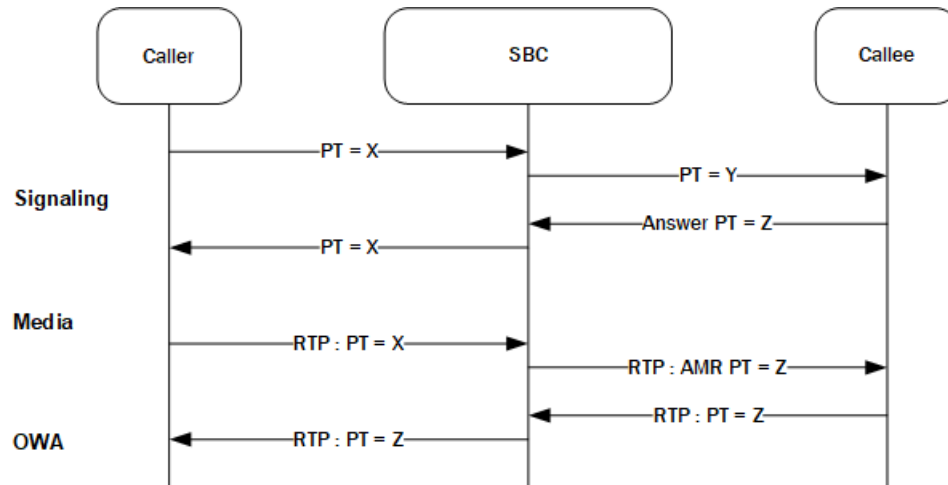 Caller
SBC
Callee
PT = X
PT = Y
Signaling
Answer PT = Z
PT = X
Media
RTP : PT = X
RTP : AMR PT = Z
RTP : PT = Z
OWA
RTP : PT = Z